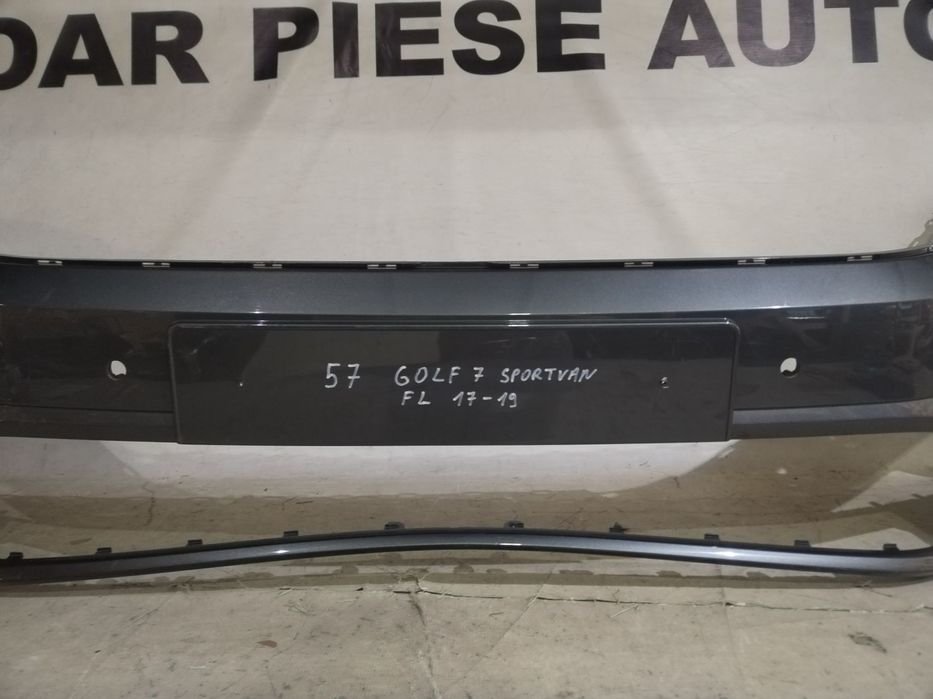 DAR PIESE AUTO
57 GOLF 7 SPORTVAN
FL 17-19